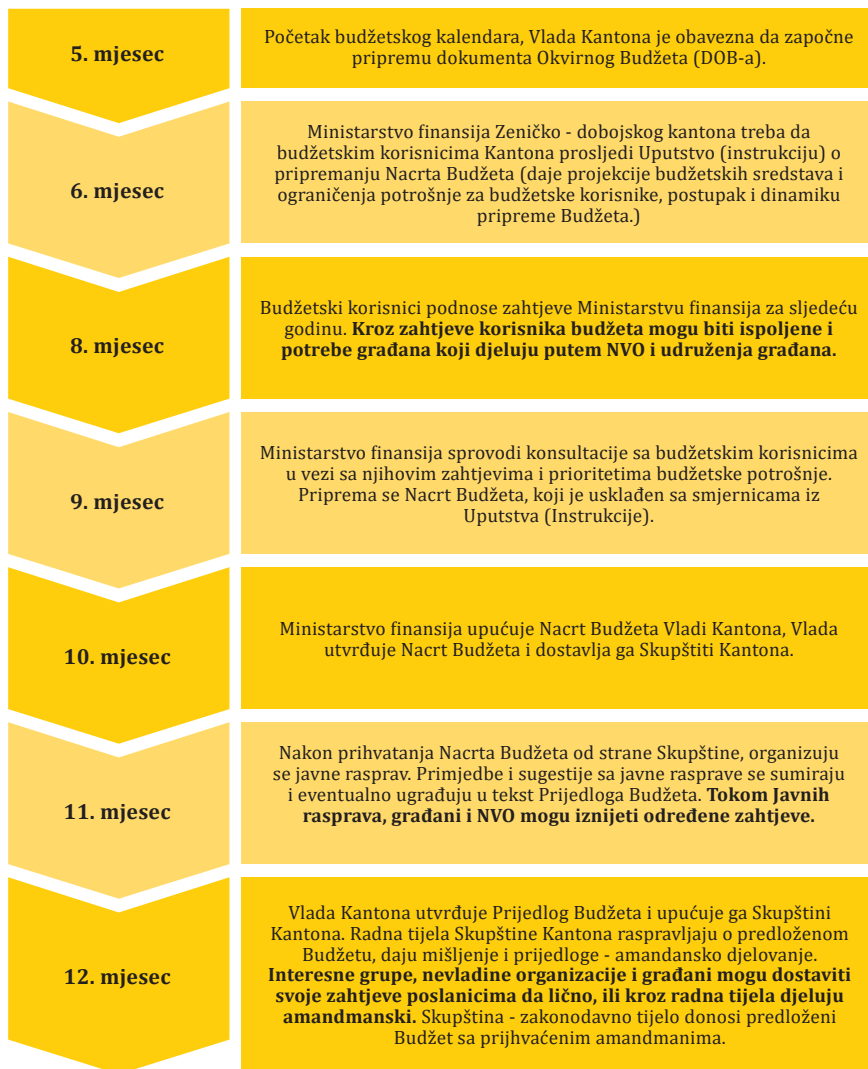 5. mjesec
Početak budžetskog kalendara, Vlada Kantona je obavezna da započne
pripremu dokumenta Okvirnog Budžeta (DOB-a).
6. mjesec
Ministarstvo finansija Zeničko - dobojskog kantona treba da
budžetskim korisnicima Kantona prosljedi Uputstvo (instrukciju) o
pripremanju Nacrta Budžeta (daje projekcije budžetskih sredstava i
ograničenja potrošnje za budžetske korisnike, postupak i dinamiku
pripreme Budžeta.)
8. mjesec
Budžetski korisnici podnose zahtjeve Ministarstvu finansija za sljedeću
godinu. Kroz zahtjeve korisnika budžeta mogu biti ispoljene i
potrebe građana koji djeluju putem NVO i udruženja građana.
9. mjesec
Ministarstvo finansija sprovodi konsultacije sa budžetskim korisnicima
u vezi sa njihovim zahtjevima i prioritetima budžetske potrošnje.
Priprema se Nacrt Budžeta, koji je usklađen sa smjernicama iz
Uputstva (Instrukcije).
10. mjesec
Ministarstvo finansija upućuje Nacrt Budžeta Vladi Kantona, Vlada
utvrđuje Nacrt Budžeta i dostavlja ga Skupštiti Kantona.
11. mjesec
Nakon prihvatanja Nacrta Budžeta od strane Skupštine, organizuju
se javne rasprav. Primjedbe i sugestije sa javne rasprave se sumiraju
i eventualno ugrađuju u tekst Prijedloga Budžeta. Tokom Javnih
rasprava, građani i NVO mogu iznijeti određene zahtjeve.
12. mjesec
Vlada Kantona utvrđuje Prijedlog Budžeta i upućuje ga Skupštini
Kantona. Radna tijela Skupštine Kantona raspravljaju o predloženom
Budžetu, daju mišljenje i prijedloge - amandansko djelovanje.
Interesne grupe, nevladine organizacije i građani mogu dostaviti
svoje zahtjeve poslanicima da lično, ili kroz radna tijela djeluju
amandmanski. Skupština - zakonodavno tijelo donosi predloženi
Budžet sa prijhvaćenim amandmanima.